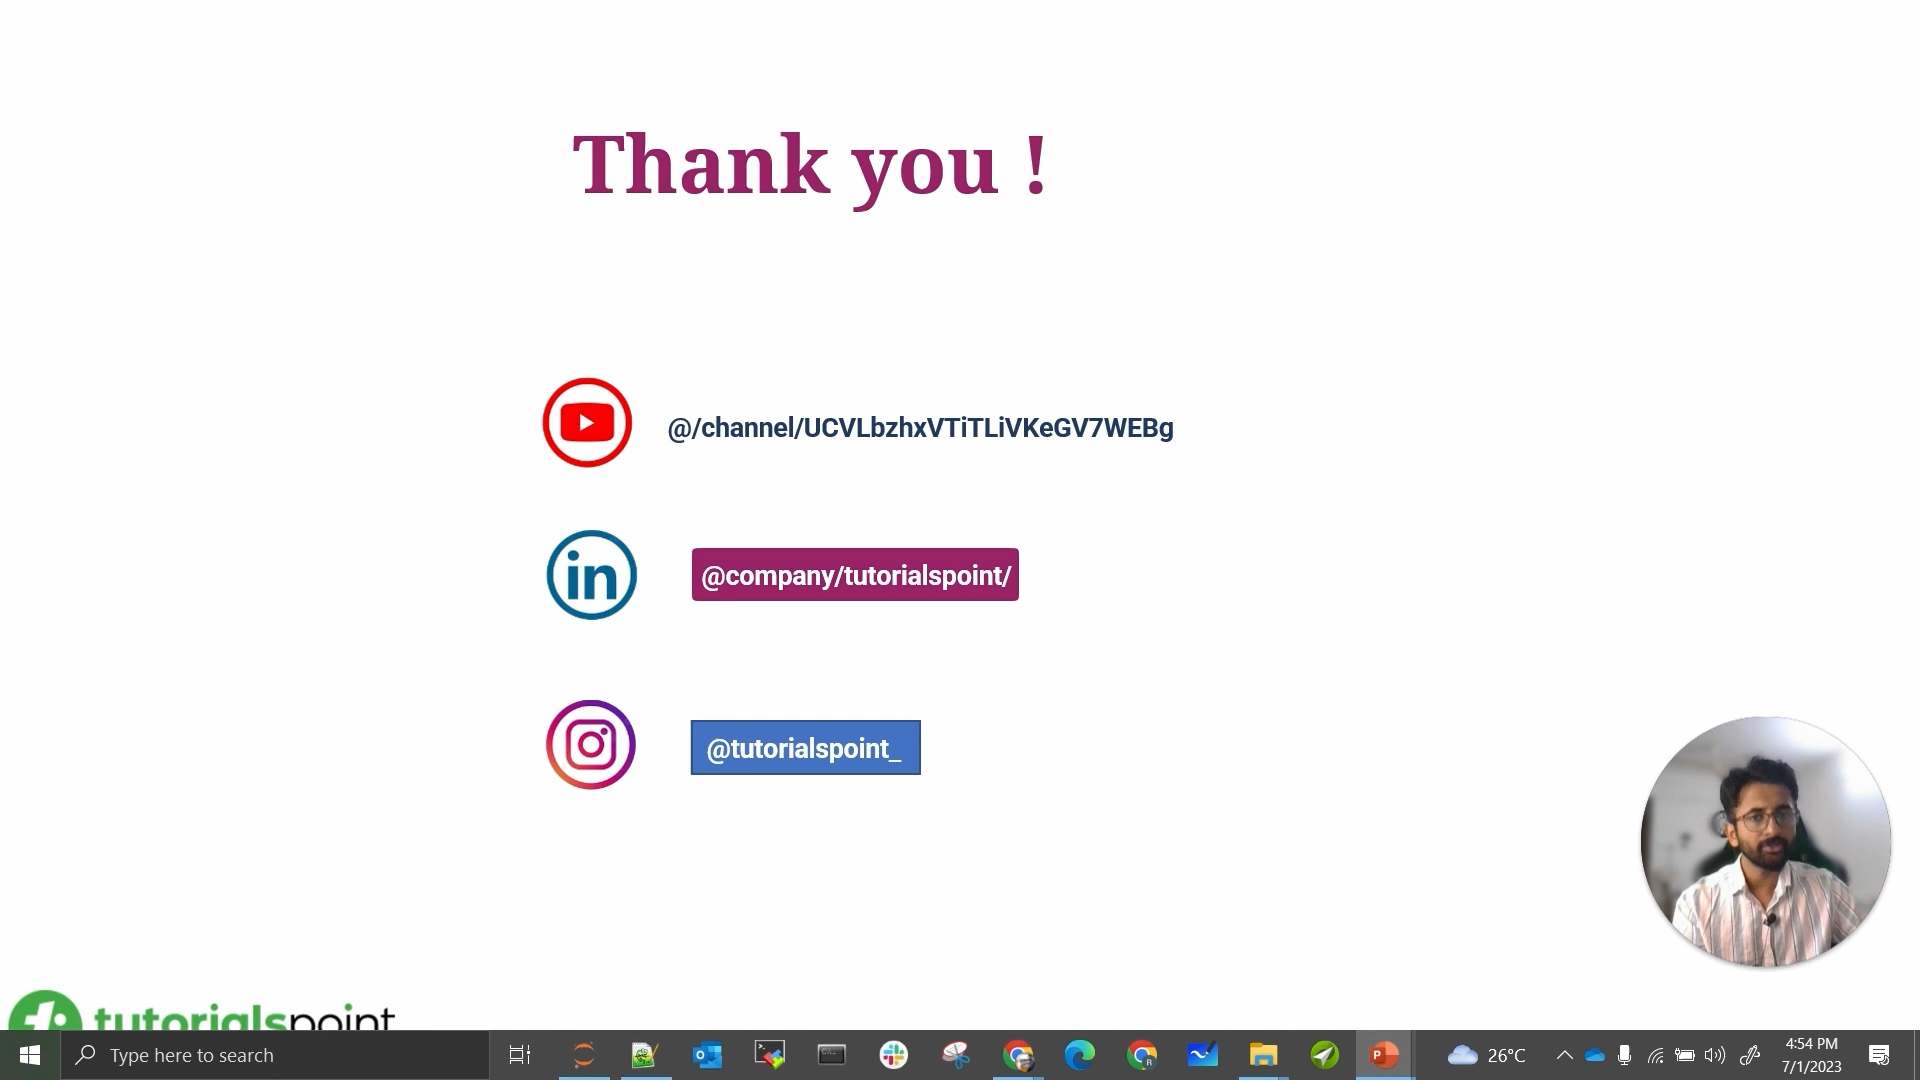 Thank you !
@/channel/UCVLbzhxVTiTLiVKeGV7WEBg
in
@company/tutorialspoint/
@tutorialspoint_
tutorialspoint
Type here to search
26°C
4:54 PM
7/1/2023